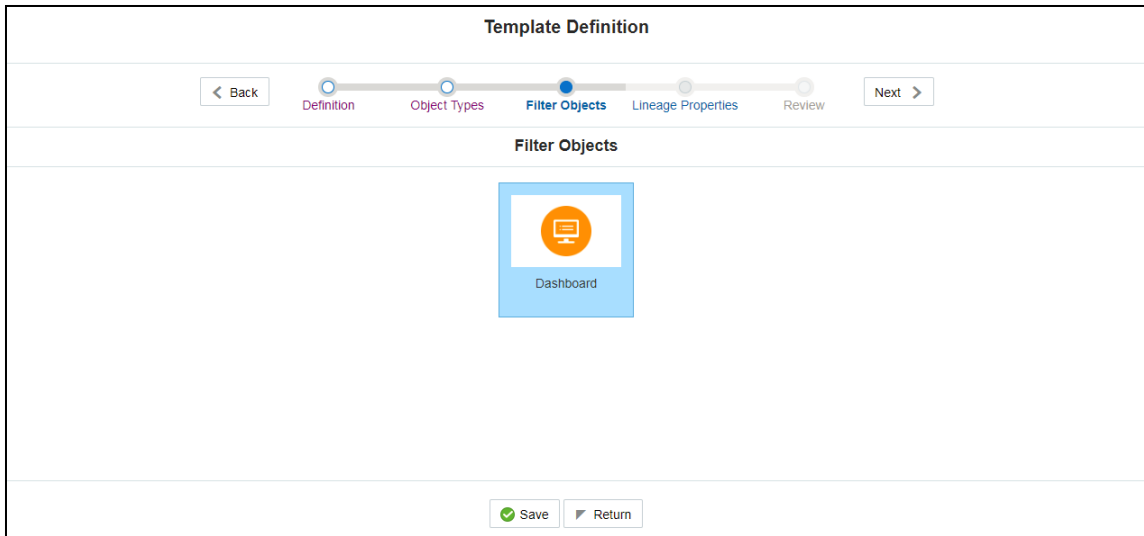 Template Definition
Back
Definition
Object Types
Filter Objects
Lineage Properties
Review
Next
Filter Objects
Dashboard
Save
Return